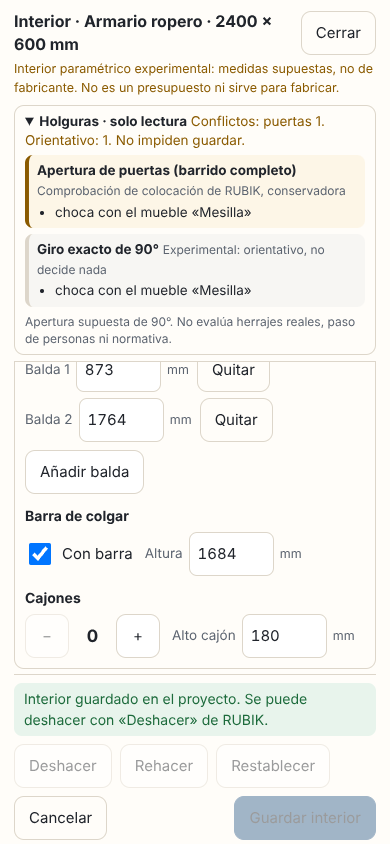 Interior · Armario ropero · 2400 ×
600 mm
Cerrar
Interior paramétrico experimental: medidas supuestas, no de
fabricante. No es un presupuesto ni sirve para fabricar.
▼ Holguras · solo lectura Conflictos: puertas 1.
Orientativo: 1. No impiden guardar.
Apertura de puertas (barrido completo)
Comprobación de colocación de RUBIK, conservadora
• choca con el mueble «Mesilla»
Giro exacto de 90° Experimental: orientativo, no
decide nada
• choca con el mueble «Mesilla»
Apertura supuesta de 90°. No evalúa herrajes reales, paso
de personas ni normativa.
Balda 1 873 mm Quitar
Balda 2 1764 mm Quitar
Añadir balda
Barra de colgar
Con barra Altura 1684 mm
Cajones
− 0 + Alto cajón 180 mm
Interior guardado en el proyecto. Se puede
deshacer con «Deshacer» de RUBIK.
Deshacer Rehacer Restablecer
Cancelar Guardar interior